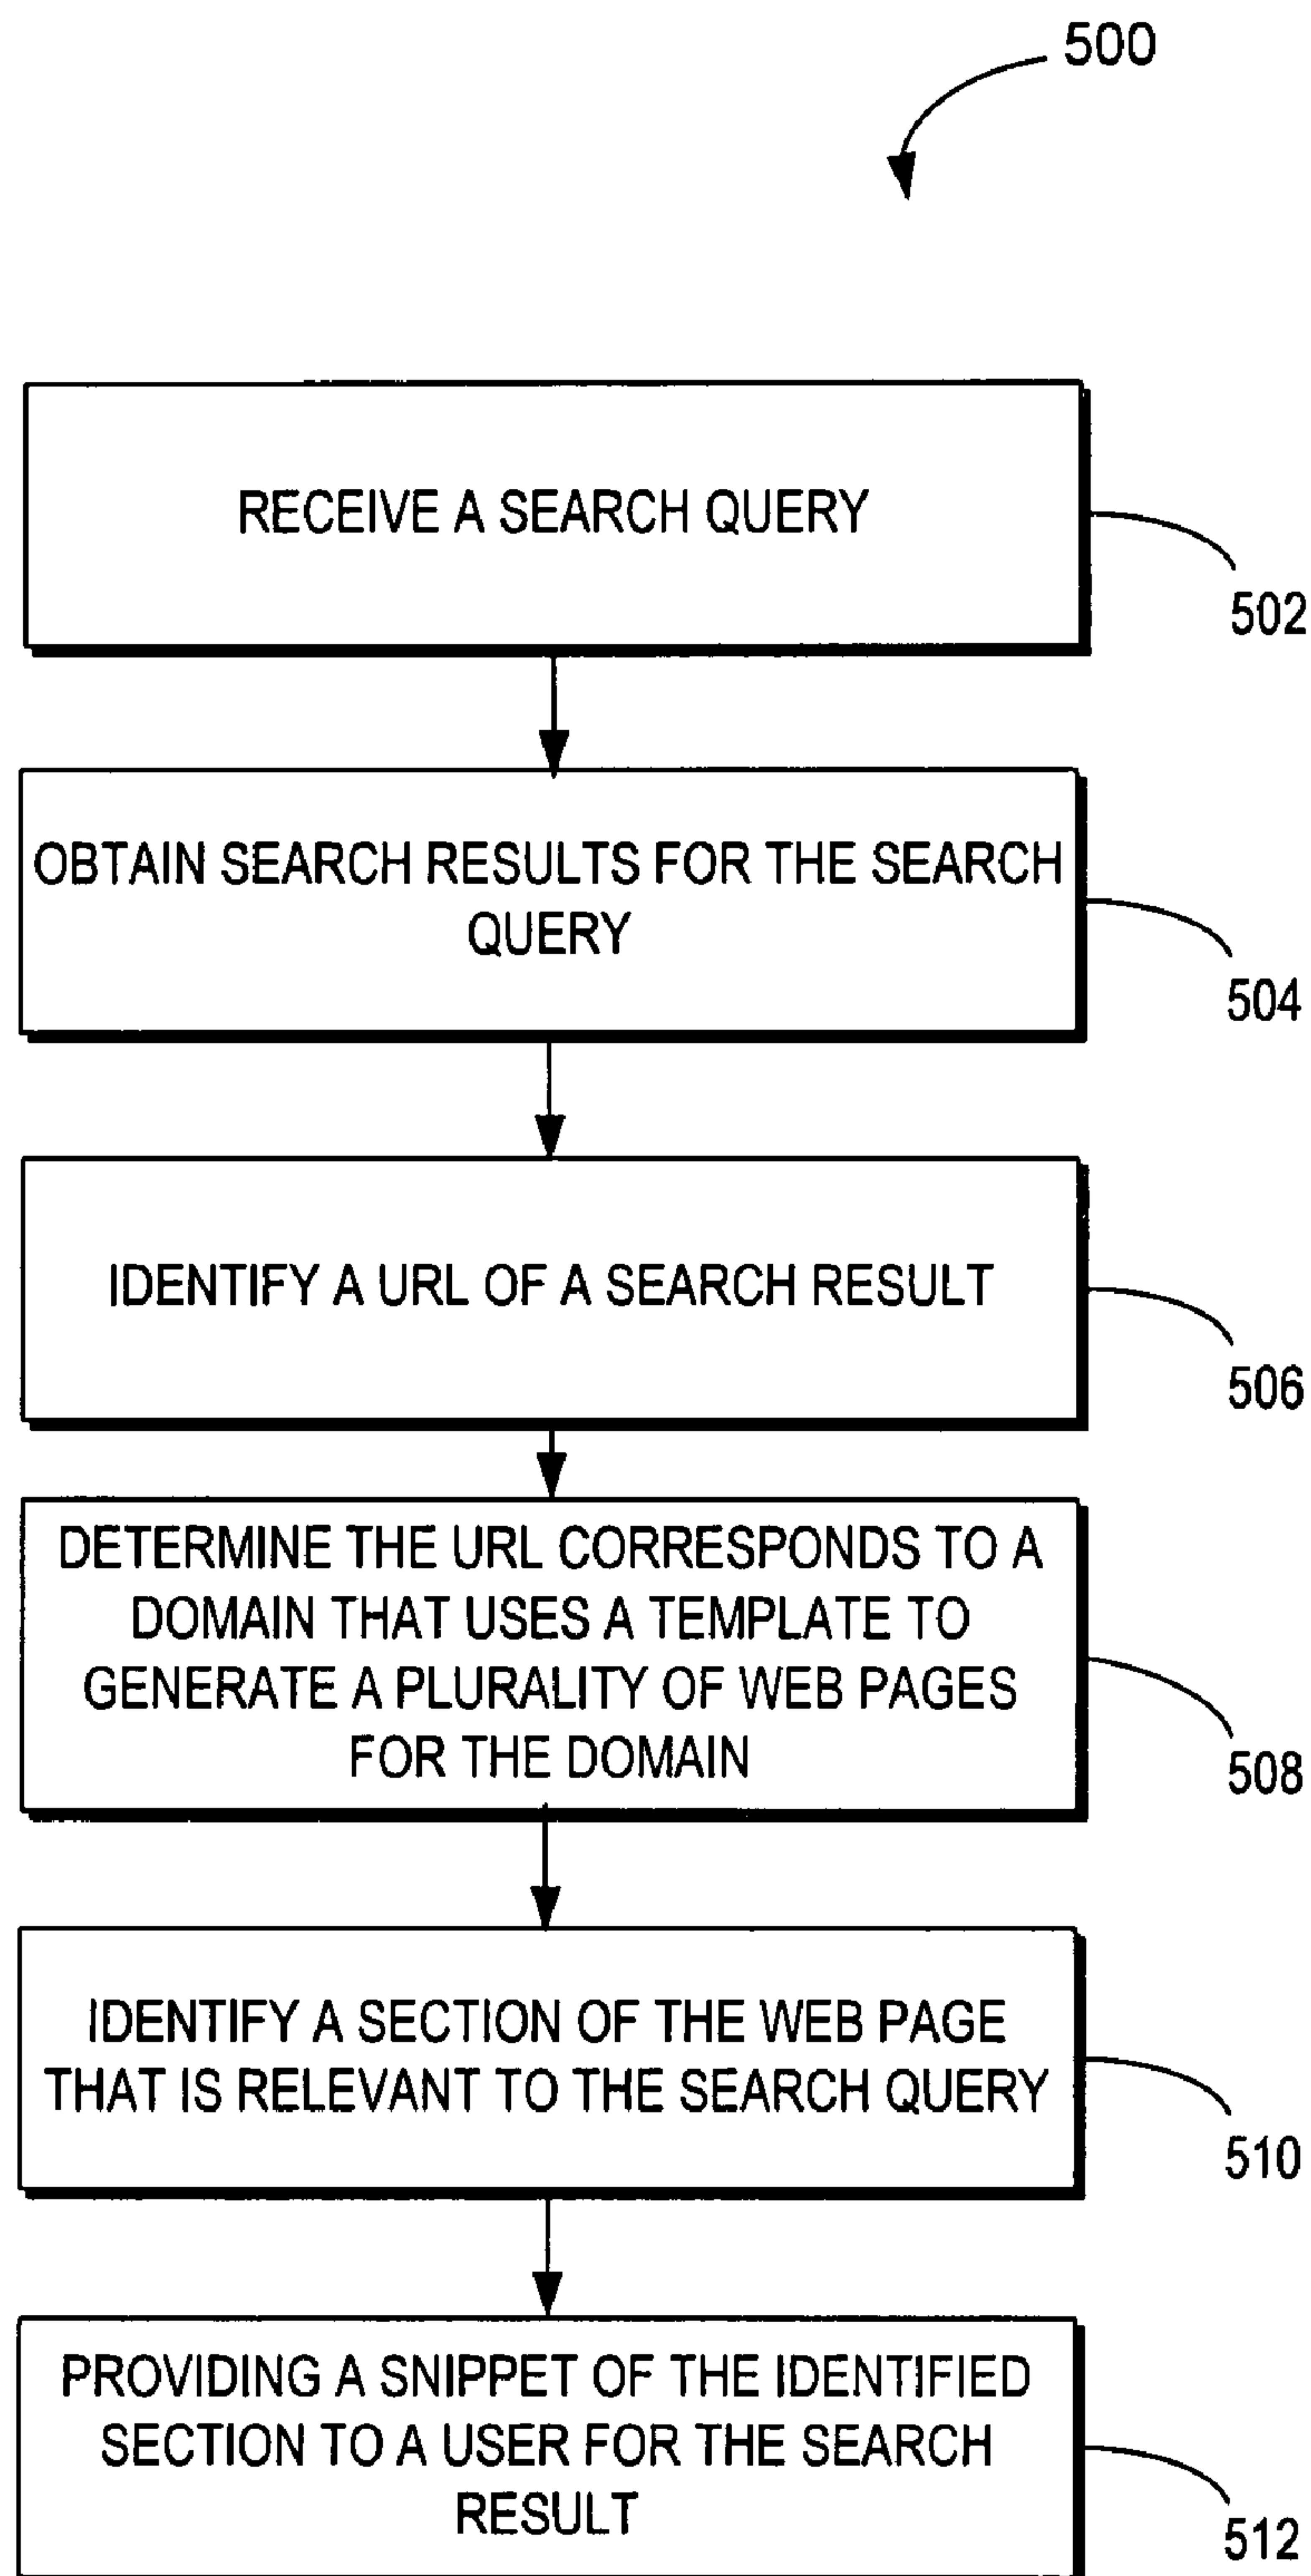 500
RECEIVE A SEARCH QUERY
502
OBTAIN SEARCH RESULTS FOR THE SEARCH
QUERY
504
IDENTIFY A URL OF A SEARCH RESULT
506
DETERMINE THE URL CORRESPONDS TO A
DOMAIN THAT USES A TEMPLATE TO
GENERATE A PLURALITY OF WEB PAGES
FOR THE DOMAIN
508
IDENTIFY A SECTION OF THE WEB PAGE
THAT IS RELEVANT TO THE SEARCH QUERY
510
PROVIDING A SNIPPET OF THE IDENTIFIED
SECTION TO A USER FOR THE SEARCH
RESULT
512